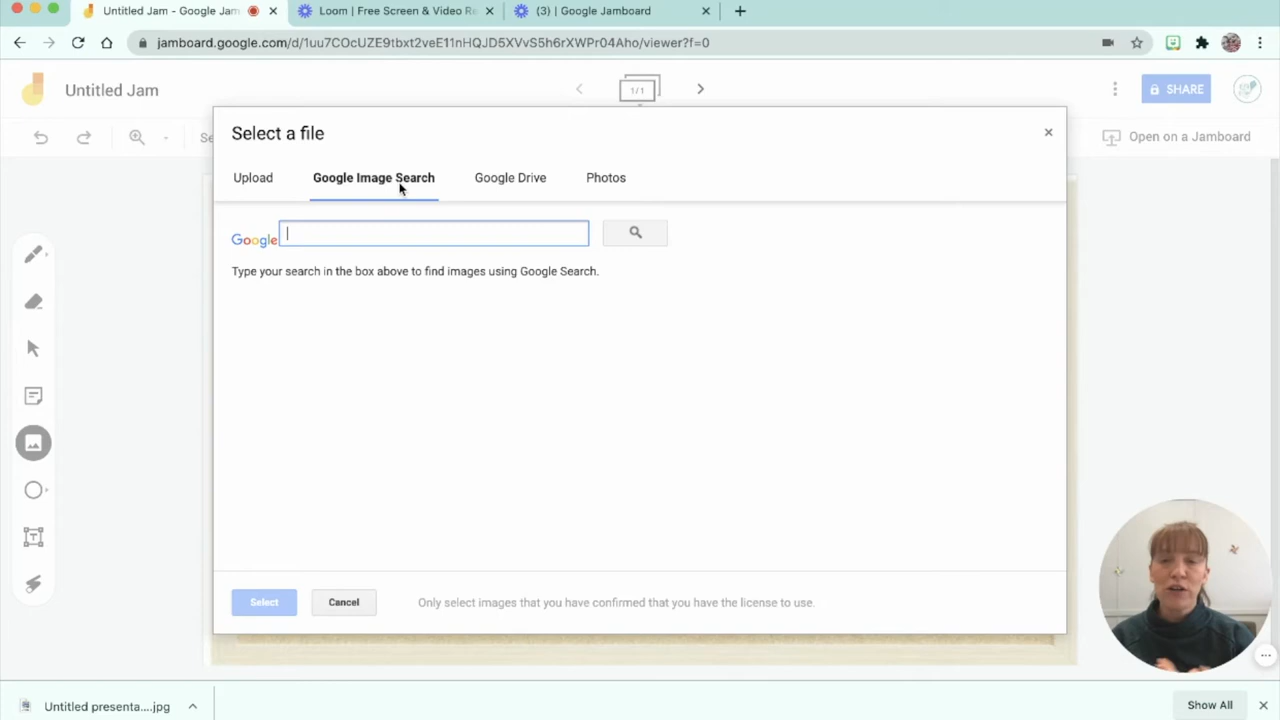 Untitled Jam - Google Jam
Loom | Free Screen & Video Re
(3) | Google Jamboard
jamboard.google.com/d/1uu7COcUZE9tbxt2veE11nHQJD5XVvS5h6rXWPr04Aho/viewer?f=0
Untitled Jam
1/1
SHARE
Se
Open on a Jamboard
Select a file
Upload
Google Image Search
Google Drive
Photos
Google
Type your search in the box above to find images using Google Search.
Select
Cancel
Only select images that you have confirmed that you have the license to use.
Untitled presenta....jpg
Show All